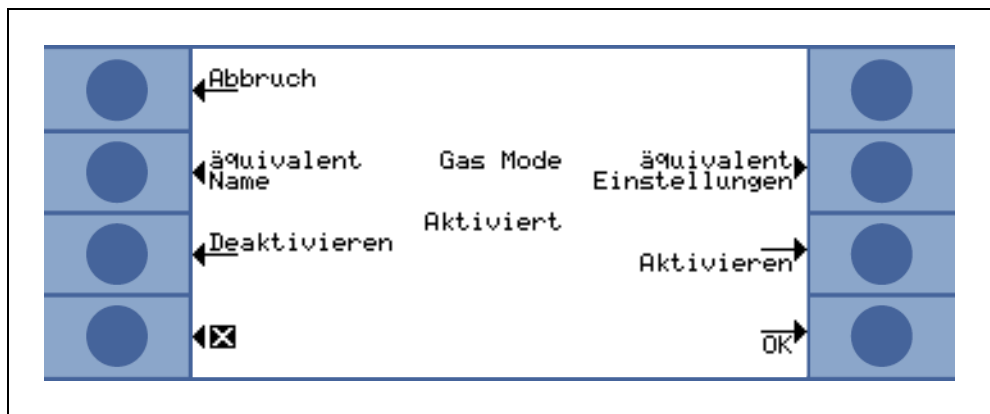 Abbruch
äquivalent
Name
Gas Mode
äquivalent
Einstellungen
Aktiviert
Deaktivieren
Aktivieren
OK